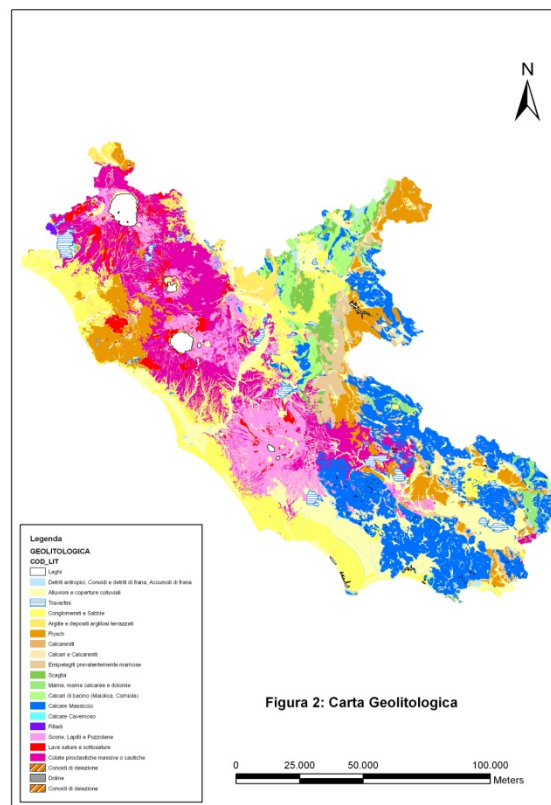 N
Legenda
GEOLITOLOGICA
COD_LIT
Laghi
Detriti antropici, Conoidi e detriti di frana, Accumoli di frana
Alluvioni e coperture colluviali
Travertini
Conglomerati e Sabbie
Argille e depositi argillosi terrazzati
Flysch
Calcareniti
Calcari e Calcareniti
Emipelagiti prevalentemente marnose
Scaglia
Marne, marne calcaree e dolomie
Calcari di bacino (Maiolica, Corniola)
Calcare Massiccio
Calcare Cavernoso
Filladi
Scorie, Lapilli e Pozzolane
Lave sature e sottosature
Colate piroclastiche massive o caotiche
Conoidi di deiezione
Doline
Conoidi di deiezione
Figura 2: Carta Geolitologica
0 25.000 50.000 100.000
Meters